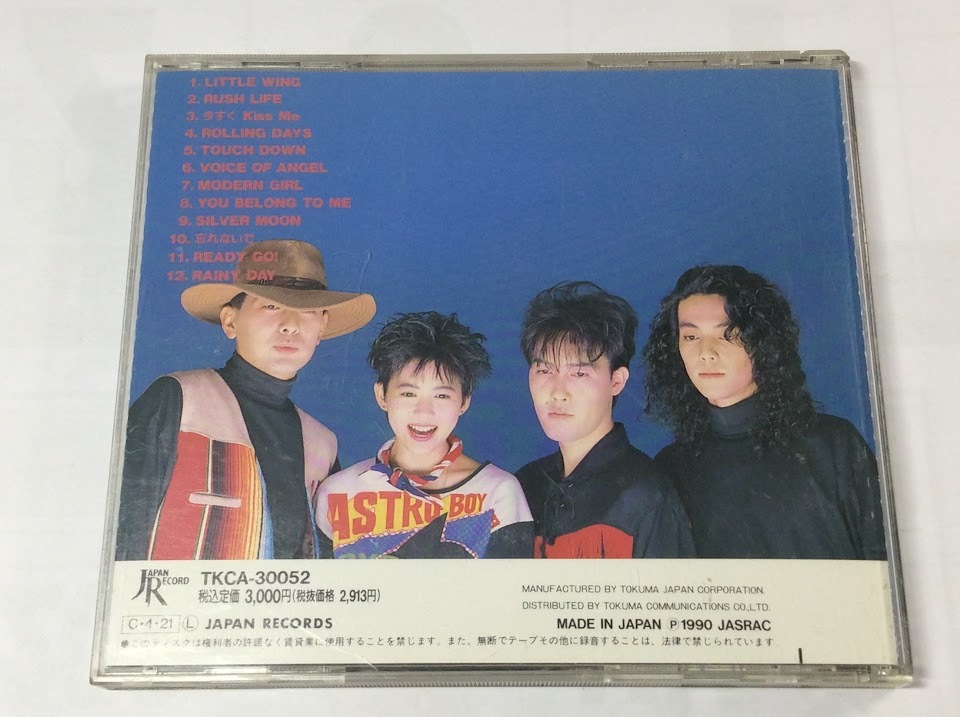 1. LITTLE WING
2. RUSH LIFE
3. 今すぐ Kiss Me
4. ROLLING DAYS
5. TOUCH DOWN
6. VOICE OF ANGEL
7. MODERN GIRL
8. YOU BELONG TO ME
9. SILVER MOON
10. 忘れないで
11. READY GO!
12. RAINY DAY
ASTRO BOY
JAPAN RECORD
TKCA-30052
税込定価 3,000円(税抜価格 2,913円)
C・4・21 Ⓛ JAPAN RECORDS
MANUFACTURED BY TOKUMA JAPAN CORPORATION.
DISTRIBUTED BY TOKUMA COMMUNICATIONS CO.,LTD.
MADE IN JAPAN Ⓟ1990 JASRAC
●このディスクは権利者の許諾なく賃貸業に使用することを禁じます。また、無断でテープその他に録音することは、法律で禁じられています